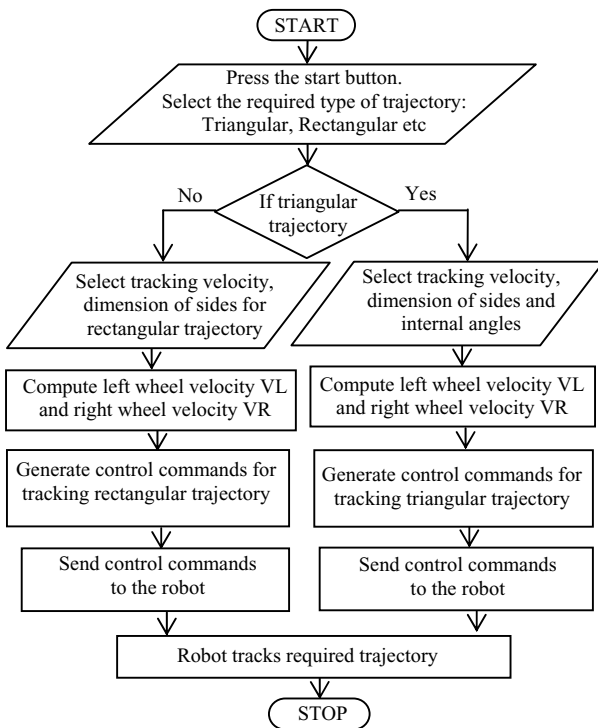 START
Press the start button.
Select the required type of trajectory:
Triangular, Rectangular etc
No
If triangular
trajectory
Yes
Select tracking velocity,
dimension of sides for
rectangular trajectory
Select tracking velocity,
dimension of sides and
internal angles
Compute left wheel velocity VL
and right wheel velocity VR
Compute left wheel velocity VL
and right wheel velocity VR
Generate control commands for
tracking rectangular trajectory
Generate control commands for
tracking triangular trajectory
Send control commands
to the robot
Send control commands
to the robot
Robot tracks required trajectory
STOP